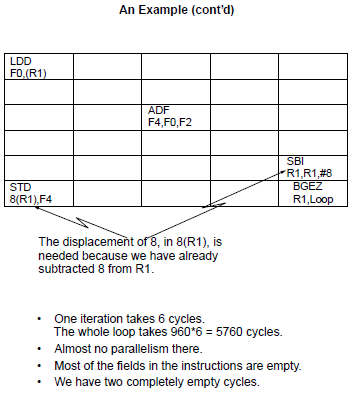 An Example (cont'd)
LDD
F0,(R1)
ADF
F4,F0,F2
SBI
R1,R1,#8
STD
8(R1),F4
BGEZ
R1,Loop
The displacement of 8, in 8(R1), is
needed because we have already
subtracted 8 from R1.
• One iteration takes 6 cycles.
The whole loop takes 960*6 = 5760 cycles.
• Almost no parallelism there.
• Most of the fields in the instructions are empty.
• We have two completely empty cycles.